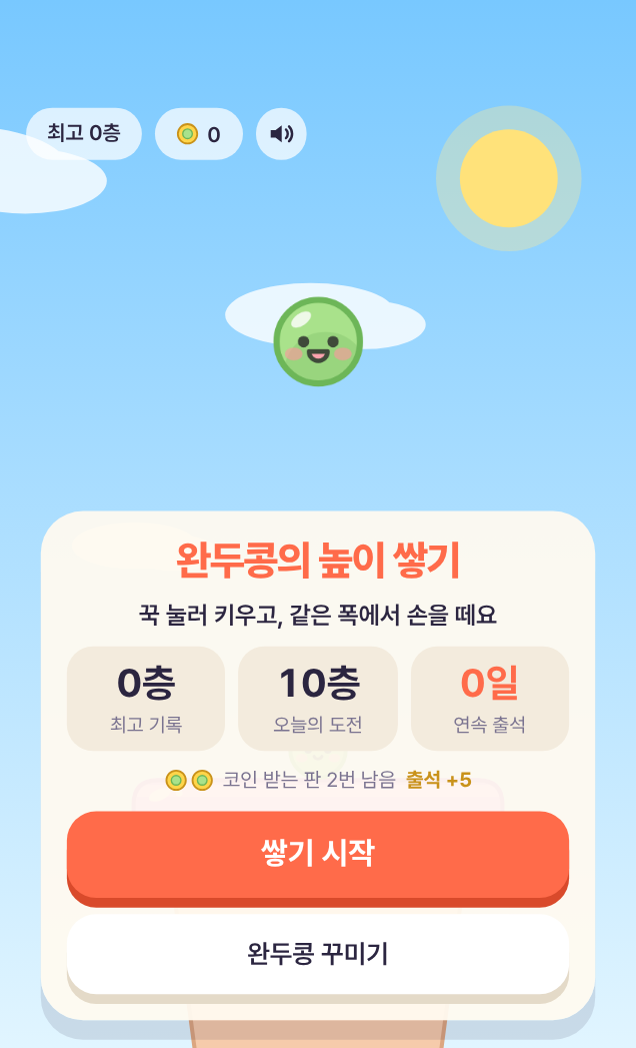 최고 0층
0
완두콩의 높이 쌓기
꾹 눌러 키우고, 같은 폭에서 손을 떼요
0층
10층
0일
최고 기록
오늘의 도전
연속 출석
코인 받는 판 2번 남음 출석 +5
쌓기 시작
완두콩 꾸미기